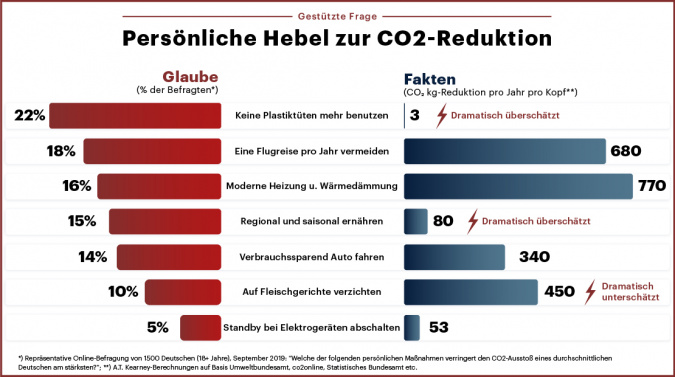 Gestützte Frage
Persönliche Hebel zur CO2-Reduktion
Glaube
(% der Befragten*)
Fakten
(CO₂ kg-Reduktion pro Jahr pro Kopf**)
22% Keine Plastiktüten mehr benutzen 3 Dramatisch überschätzt
18% Eine Flugreise pro Jahr vermeiden 680
16% Moderne Heizung u. Wärmedämmung 770
15% Regional und saisonal ernähren 80 Dramatisch überschätzt
14% Verbrauchssparend Auto fahren 340
10% Auf Fleischgerichte verzichten 450 Dramatisch
unterschätzt
5% Standby bei Elektrogeräten abschalten 53
*) Repräsentative Online-Befragung von 1500 Deutschen (18+ Jahre), September 2019: "Welche der folgenden persönlichen Maßnahmen verringert den CO2-Ausstoß eines durchschnittlichen
Deutschen am stärksten?"; **) A.T. Kearney-Berechnungen auf Basis Umweltbundesamt, co2online, Statistisches Bundesamt etc.